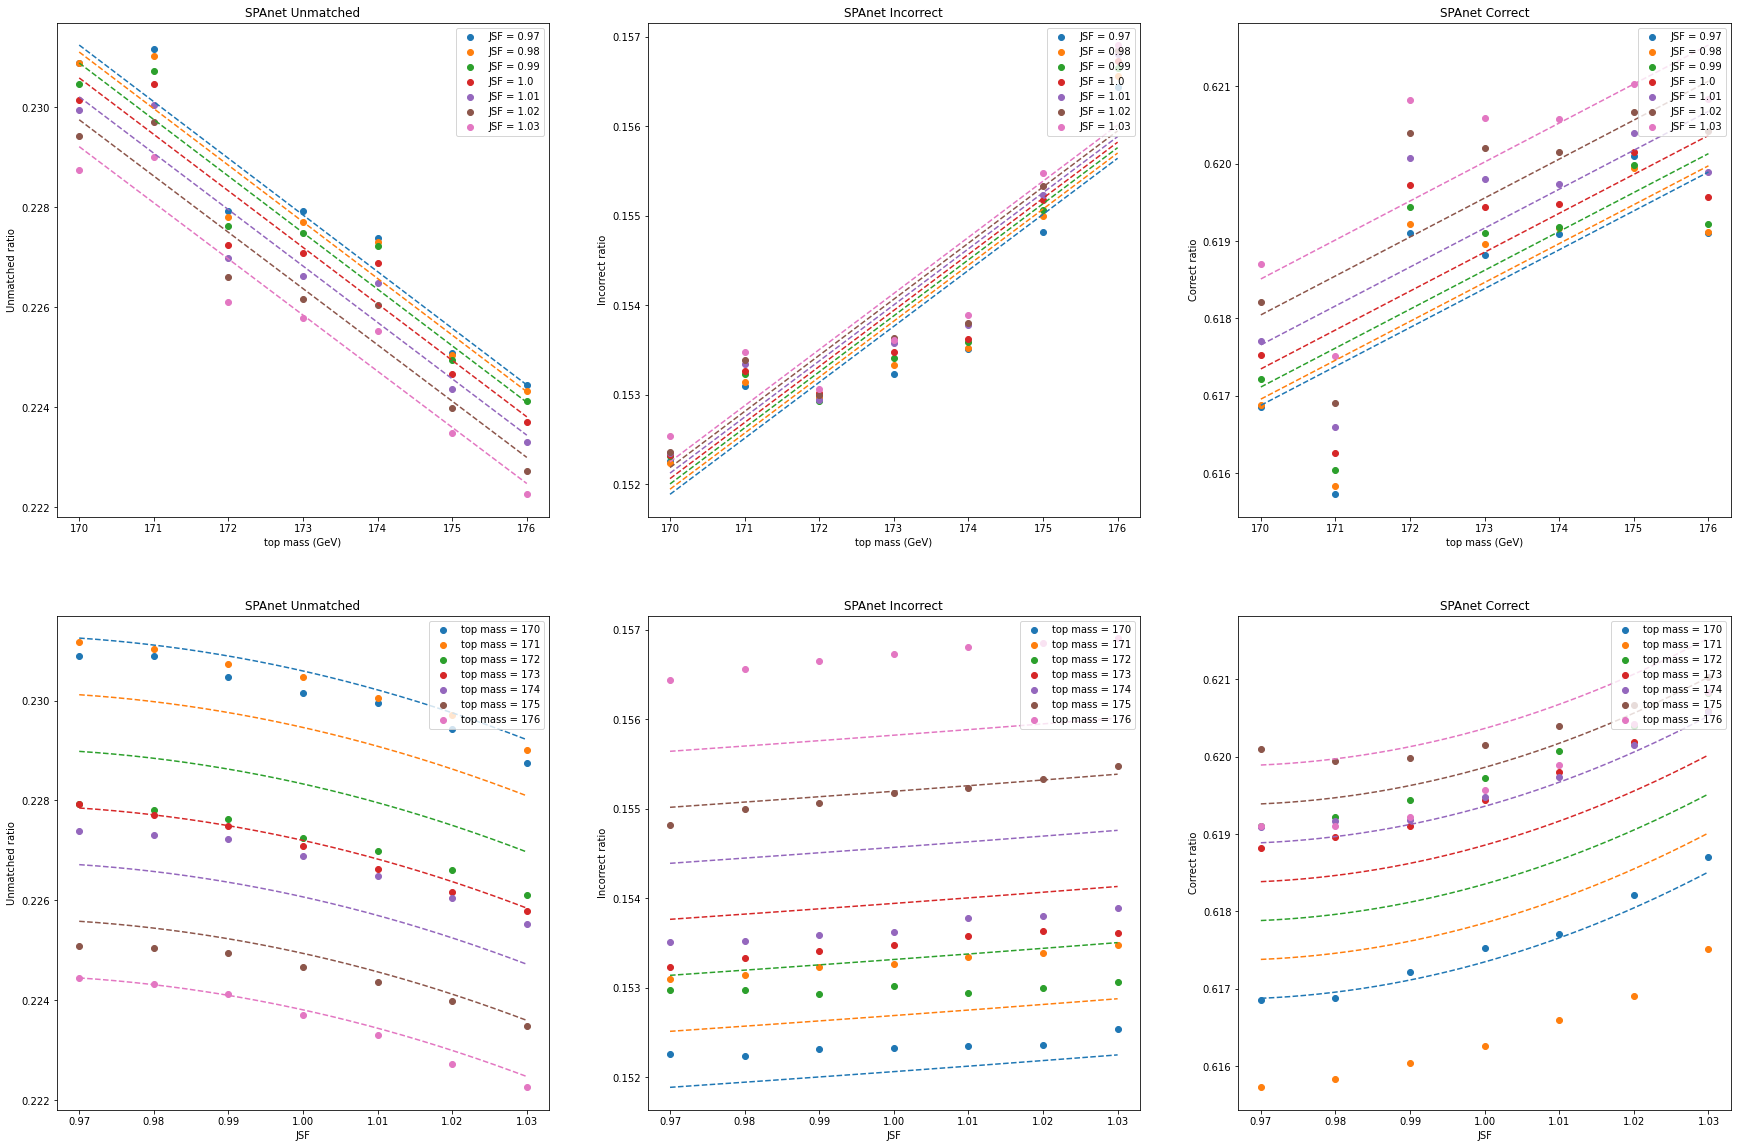 SPAnet Unmatched
SPAnet Incorrect
SPAnet Correct
Unmatched ratio
0.230
0.228
0.226
0.224
0.222
JSF = 0.97
JSF = 0.98
JSF = 0.99
JSF = 1.0
JSF = 1.01
JSF = 1.02
JSF = 1.03
170 171 172 173 174 175 176
top mass (GeV)
Incorrect ratio
0.157
0.156
0.155
0.154
0.153
0.152
JSF = 0.97
JSF = 0.98
JSF = 0.99
JSF = 1.0
JSF = 1.01
JSF = 1.02
JSF = 1.03
170 171 172 173 174 175 176
top mass (GeV)
Correct ratio
0.621
0.620
0.619
0.618
0.617
0.616
JSF = 0.97
JSF = 0.98
JSF = 0.99
JSF = 1.0
JSF = 1.01
JSF = 1.02
JSF = 1.03
170 171 172 173 174 175 176
top mass (GeV)
SPAnet Unmatched
SPAnet Incorrect
SPAnet Correct
Unmatched ratio
0.230
0.228
0.226
0.224
0.222
top mass = 170
top mass = 171
top mass = 172
top mass = 173
top mass = 174
top mass = 175
top mass = 176
0.97 0.98 0.99 1.00 1.01 1.02 1.03
JSF
Incorrect ratio
0.157
0.156
0.155
0.154
0.153
0.152
top mass = 170
top mass = 171
top mass = 172
top mass = 173
top mass = 174
top mass = 175
top mass = 176
0.97 0.98 0.99 1.00 1.01 1.02 1.03
JSF
Correct ratio
0.621
0.620
0.619
0.618
0.617
0.616
top mass = 170
top mass = 171
top mass = 172
top mass = 173
top mass = 174
top mass = 175
top mass = 176
0.97 0.98 0.99 1.00 1.01 1.02 1.03
JSF